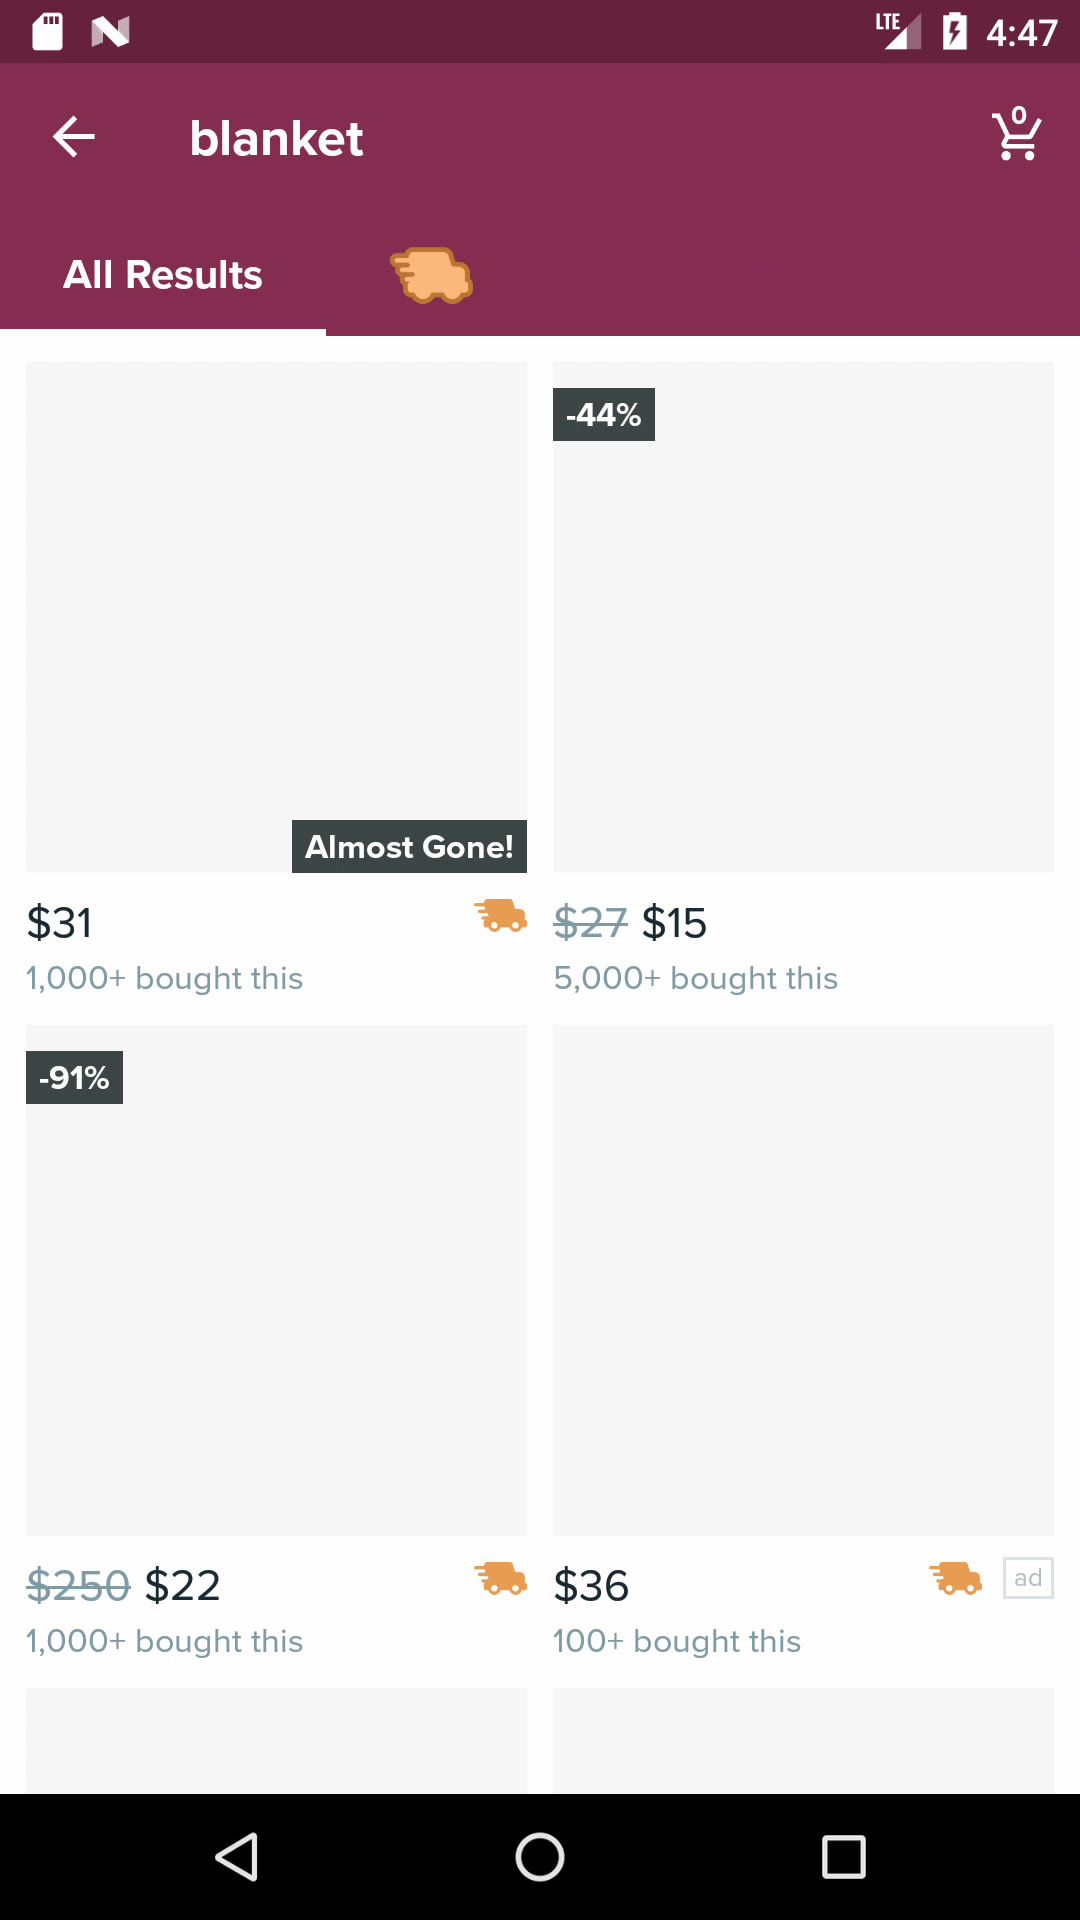 LTE 4:47
blanket
0
All Results
-44%
Almost Gone!
$31
1,000+ bought this
$27 $15
5,000+ bought this
-91%
$250 $22
1,000+ bought this
$36
ad
100+ bought this